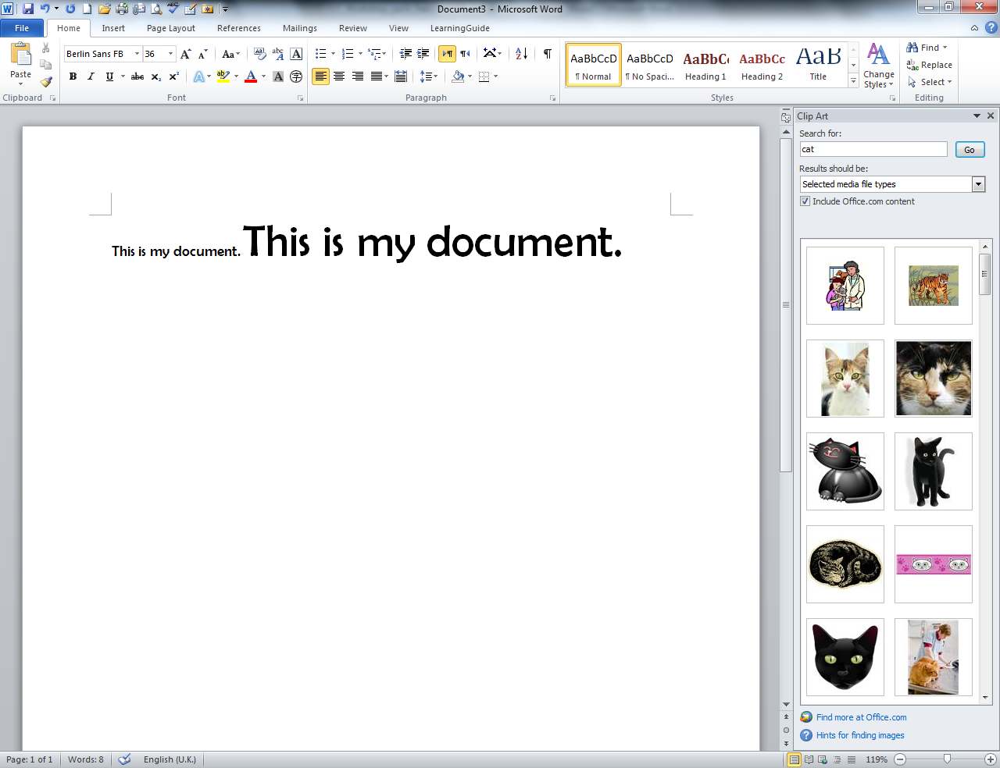 Document3 - Microsoft Word
File Home Insert Page Layout References Mailings Review View LearningGuide
Paste
Clipboard
Berlin Sans FB 36
Font
Paragraph
AaBbCcD AaBbCcD AaBbCc AaBbCc AaB
¶ Normal ¶ No Spaci... Heading 1 Heading 2 Title
Change Styles
Styles
Find
Replace
Select
Editing
This is my document. This is my document.
Clip Art
Search for:
cat Go
Results should be:
Selected media file types
Include Office.com content
Find more at Office.com
Hints for finding images
Page: 1 of 1 Words: 8 English (U.K.) 119%